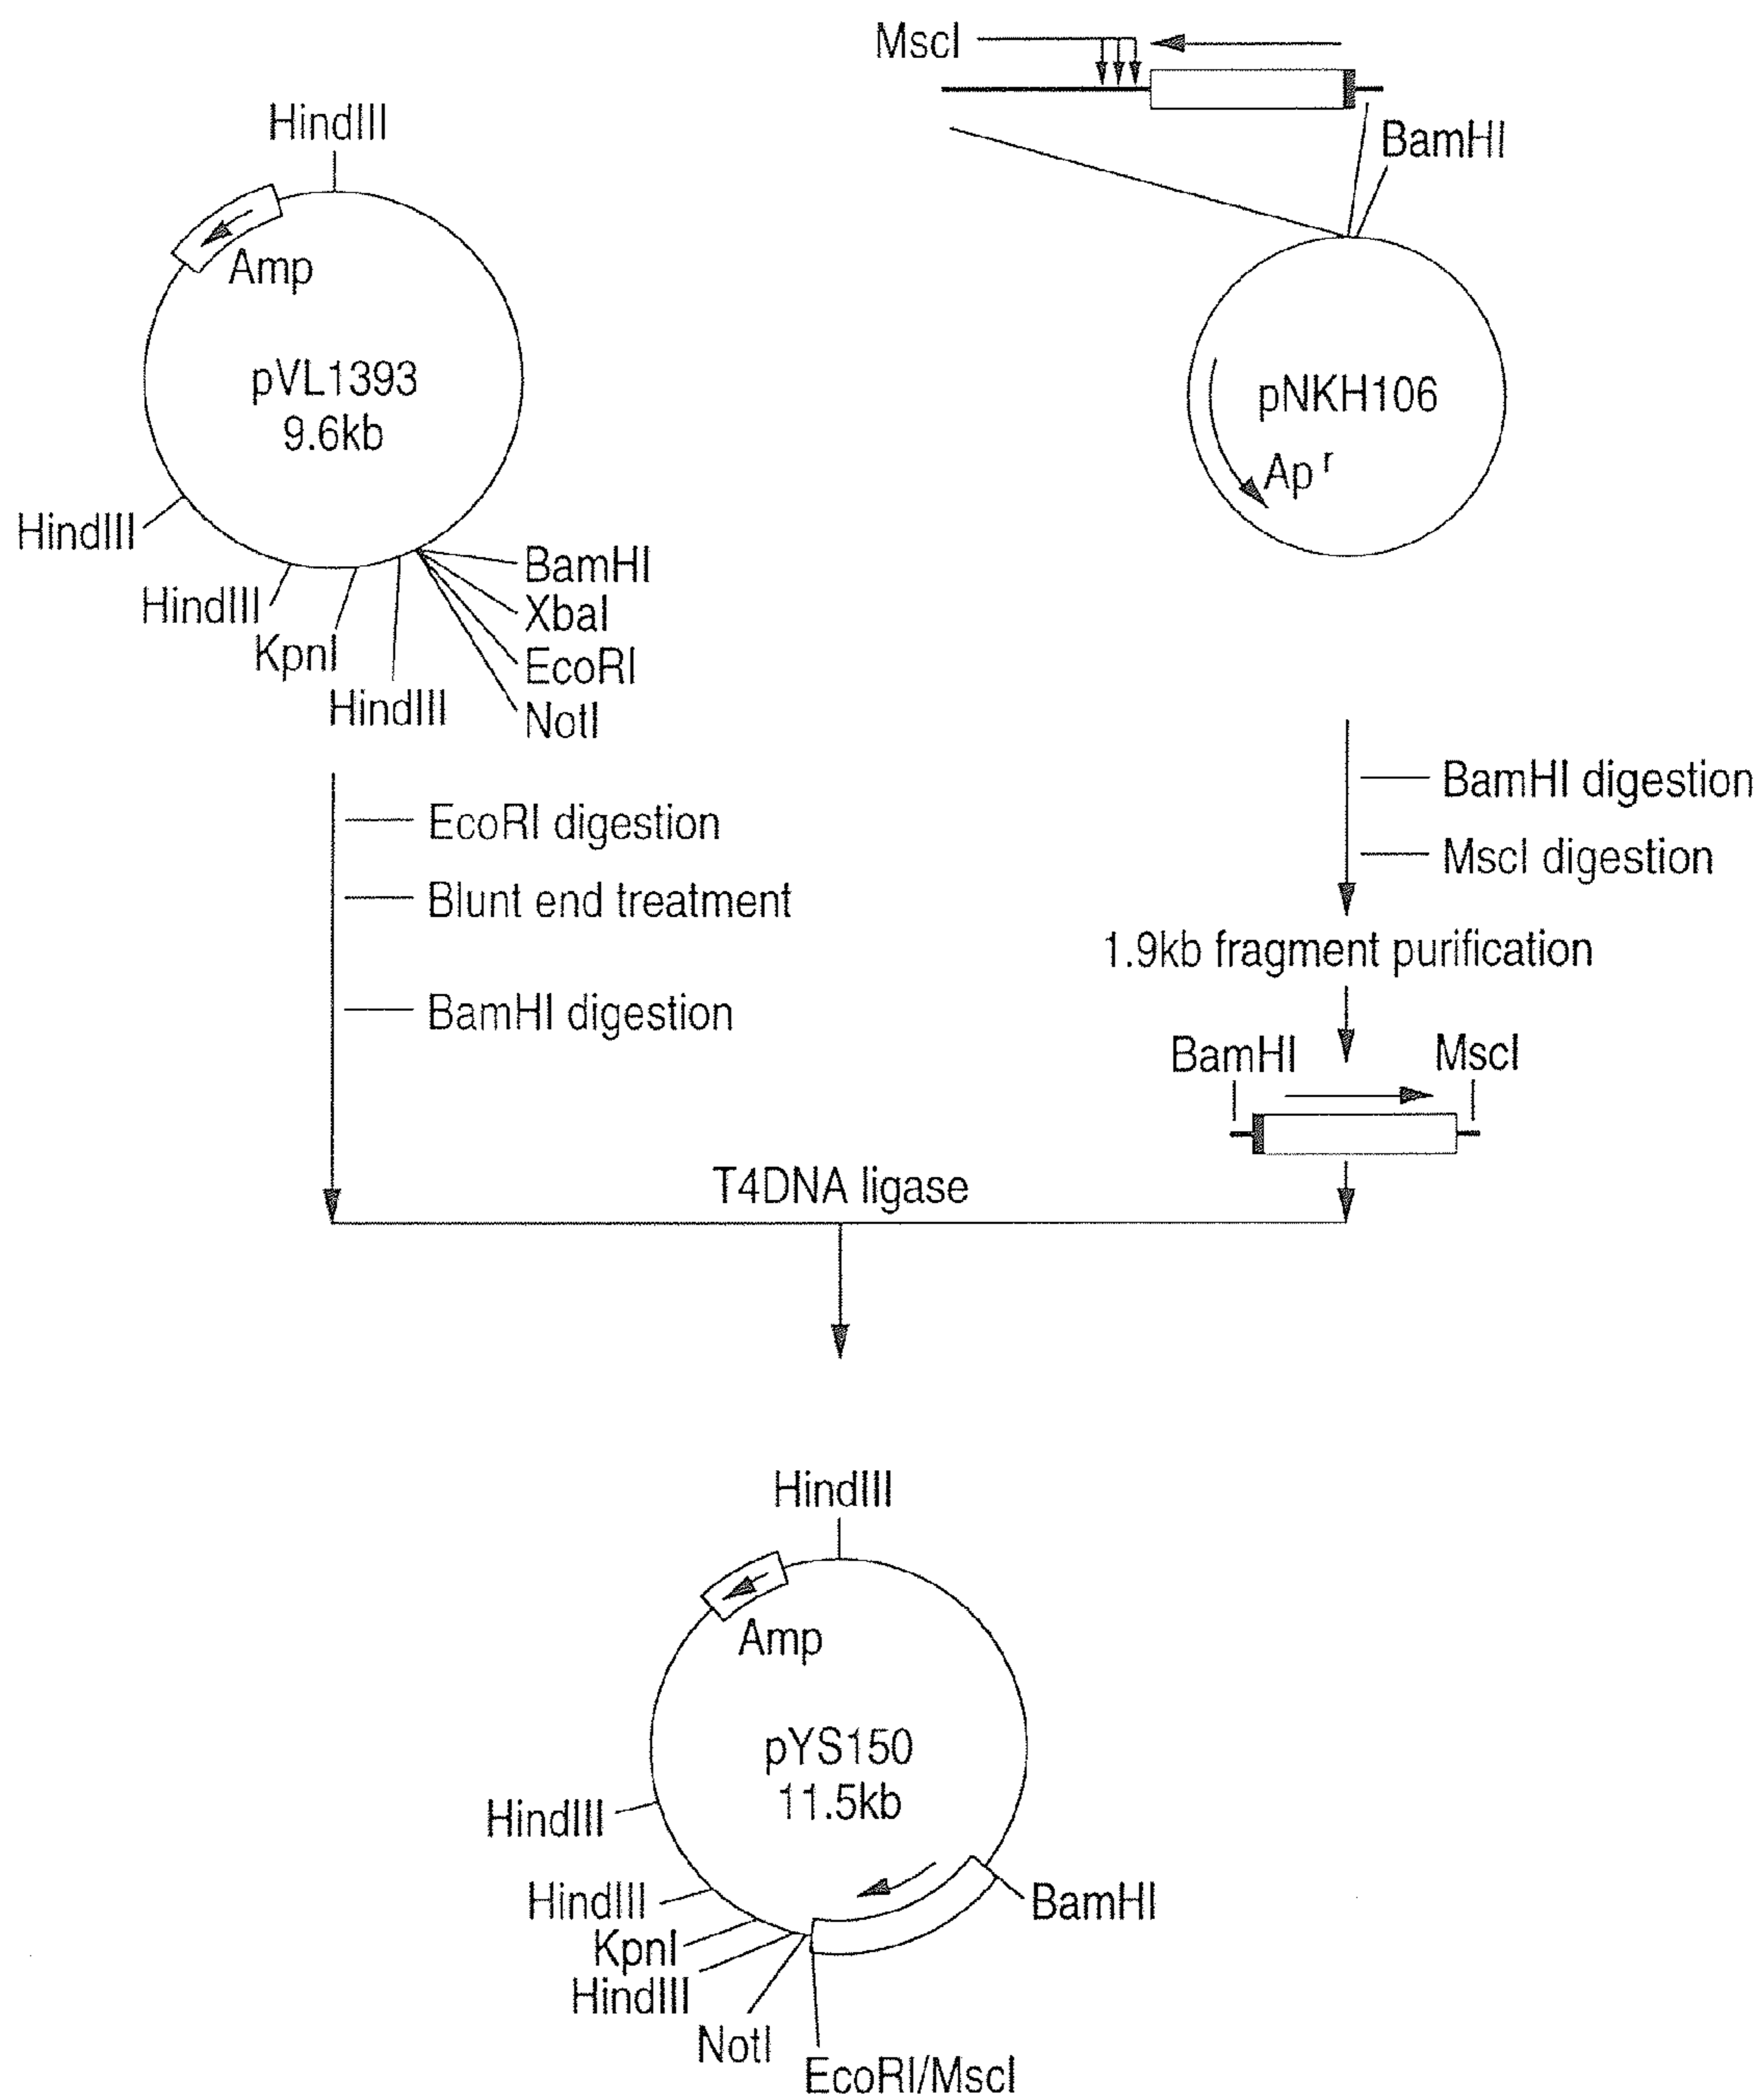 MscI
BamHI
HindIII
Amp
pVL1393
9.6kb
HindIII
HindIII
KpnI
HindIII
BamHI
XbaI
EcoRI
NotI
pNKH106
Ap r
EcoRI digestion
Blunt end treatment
BamHI digestion
BamHI digestion
MscI digestion
1.9kb fragment purification
BamHI
MscI
T4DNA ligase
HindIII
Amp
pYS150
11.5kb
HindIII
HindIII
KpnI
HindIII
NotI
EcoRI/MscI
BamHI